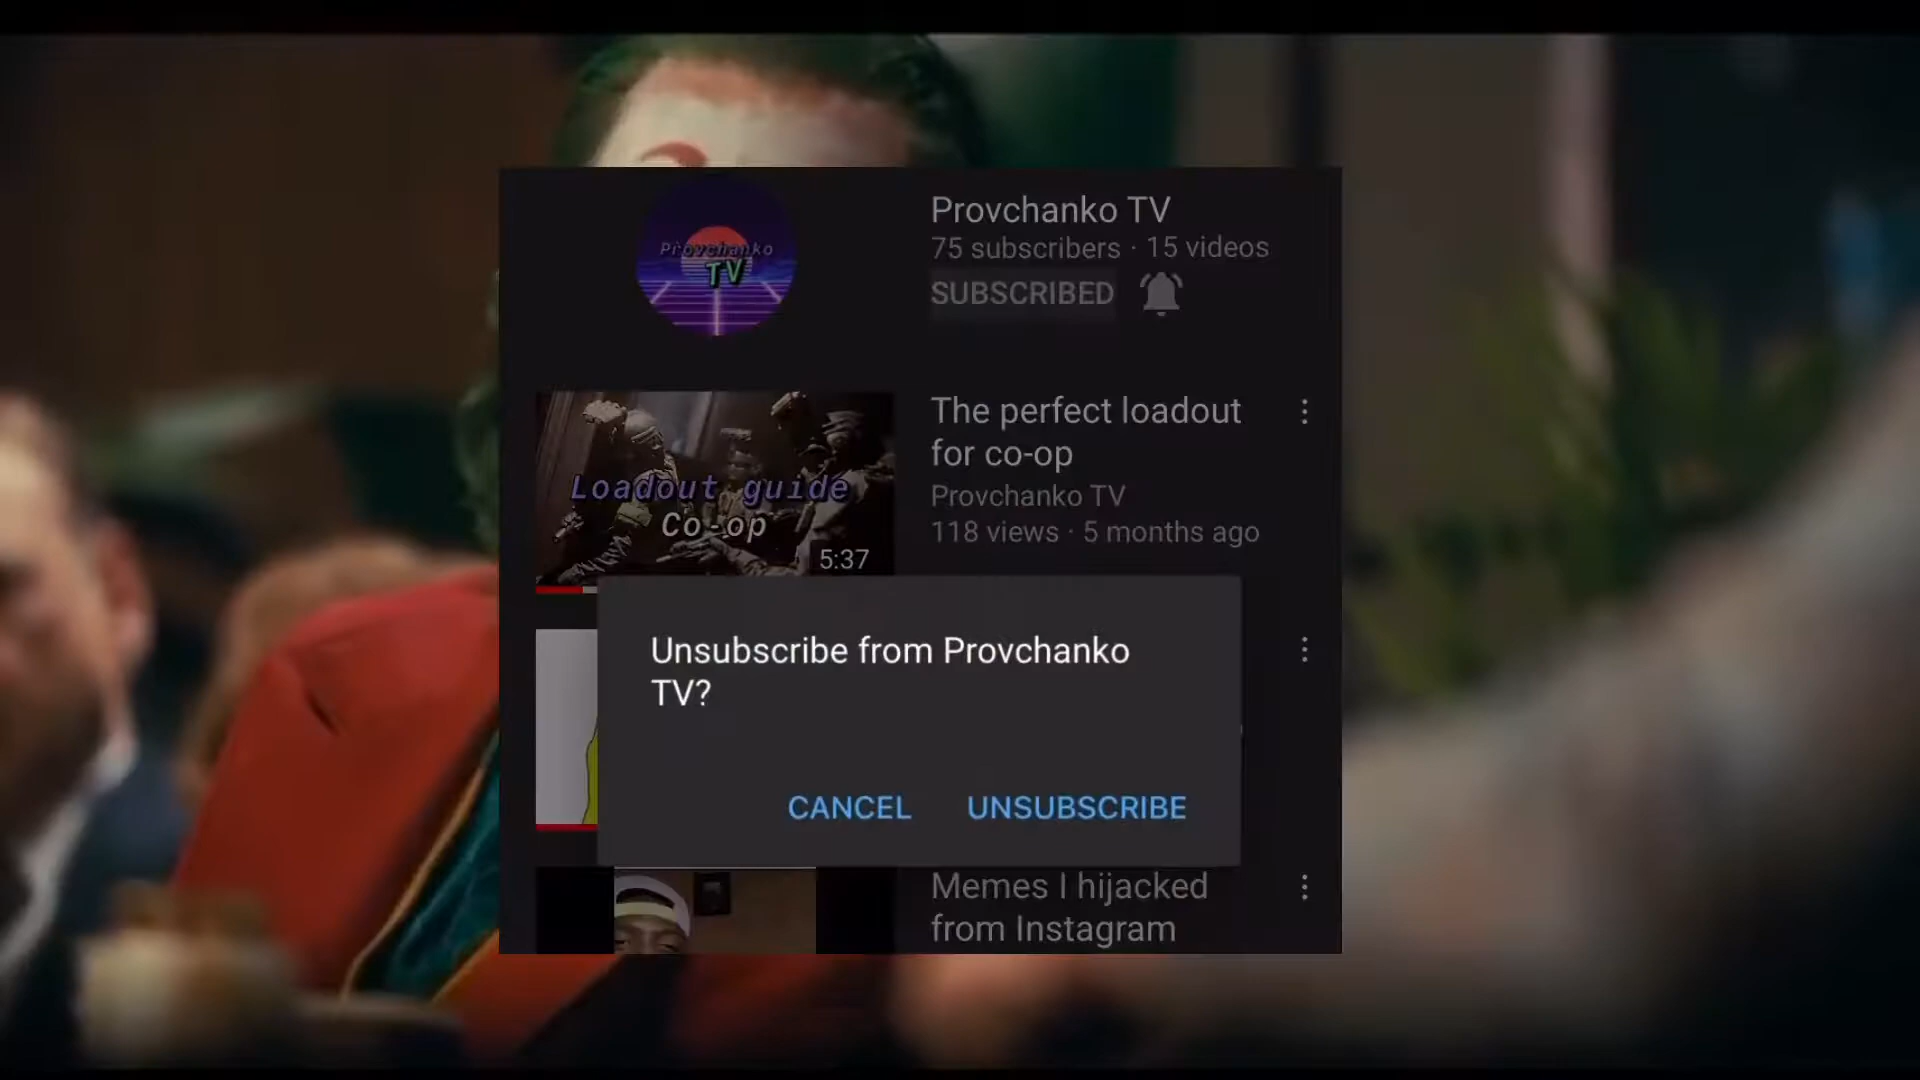 Provchanko
TV
Provchanko TV
75 subscribers · 15 videos
SUBSCRIBED
Loadout guide
Co-op
5:37
The perfect loadout
for co-op
Provchanko TV
118 views · 5 months ago
Unsubscribe from Provchanko
TV?
CANCEL
UNSUBSCRIBE
Memes I hijacked
from Instagram